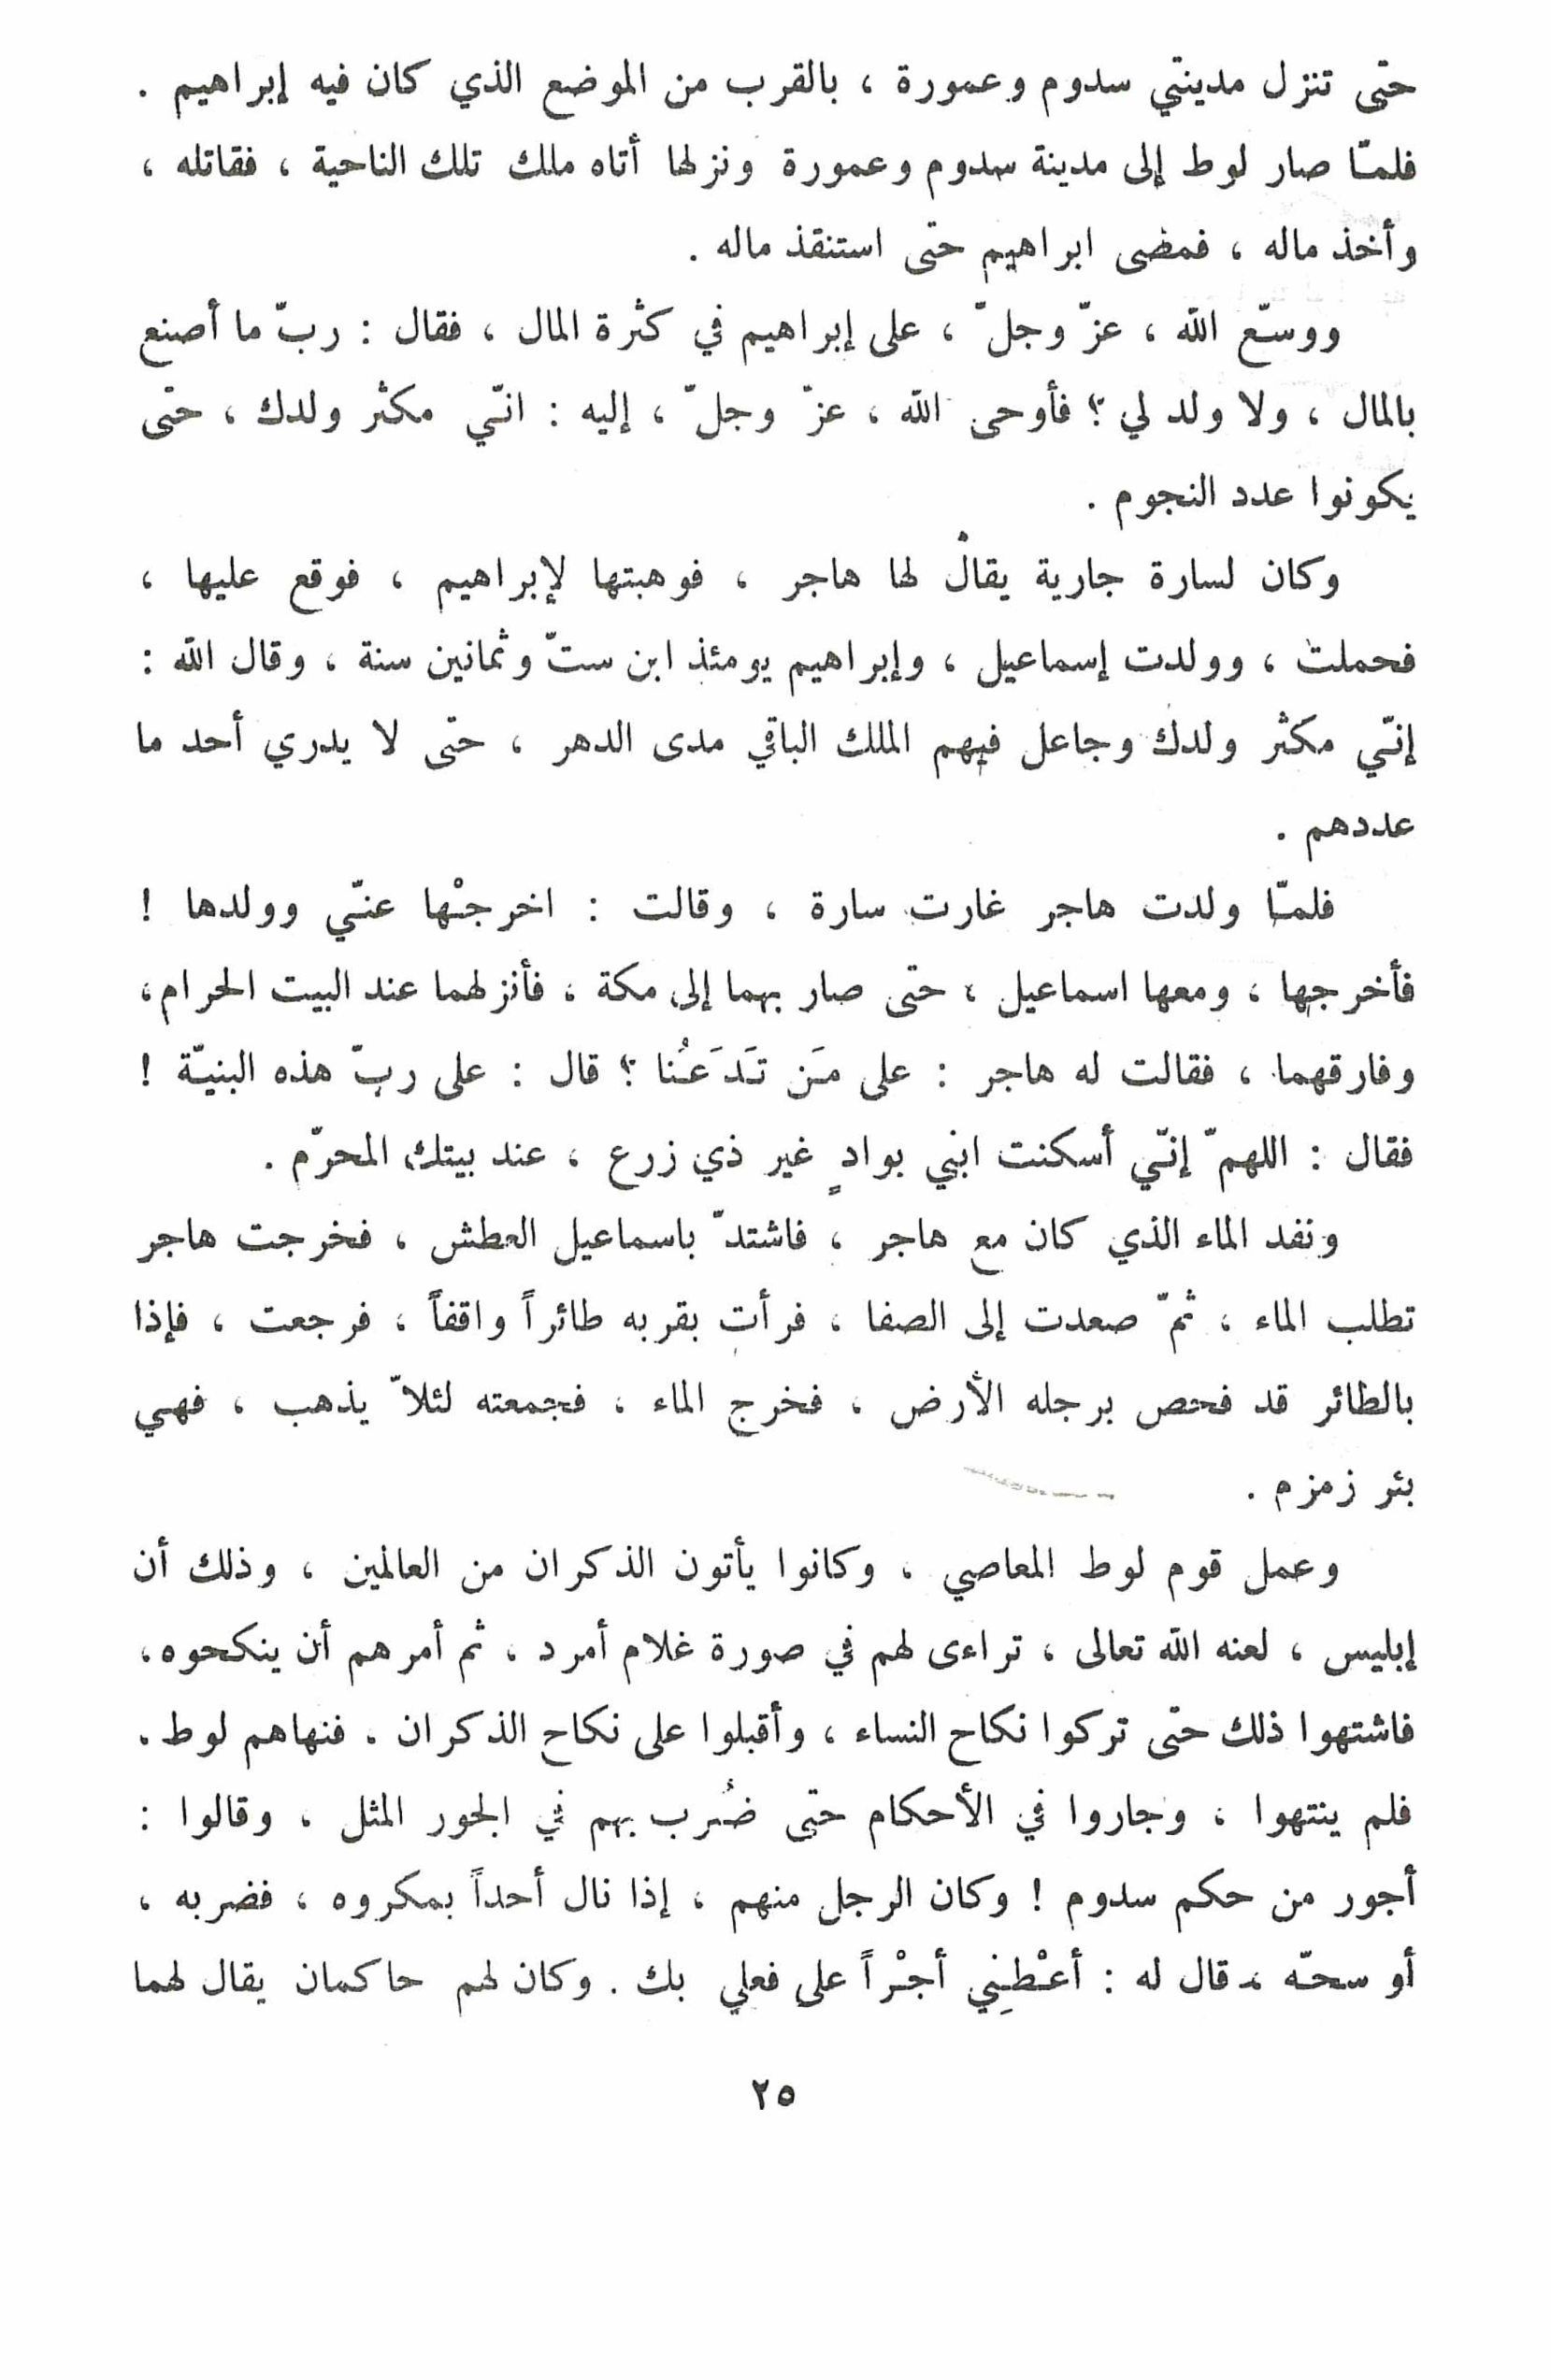 حتّى تنزل مدينتي سدوم وعمورة ، بالقرب من الموضع الذي كان فيه إبراهيم .
فلمّا صار لوط إلى مدينة سدوم وعمورة ونزلها أتاه ملك تلك الناحية ، فقاتله ،
وأخذ ماله ، فمضى ابراهيم حتّى استنقذ ماله .
ووسّع الله ، عزّ وجلّ ، على إبراهيم في كثرة المال ، فقال : ربّ ما أصنع
بالمال ، ولا ولد لي ؟ فأوحى الله ، عزّ وجلّ ، إليه : انّي مكثر ولدك ، حتّى
يكونوا عدد النجوم .
وكان لسارة جارية يقال لها هاجر ، فوهبتها لإبراهيم ، فوقع عليها ،
فحملت ، وولدت إسماعيل ، وإبراهيم يومئذ ابن ستّ وثمانين سنة ، وقال الله :
إنّي مكثر ولدك وجاعل فيهم الملك الباقي مدى الدهر ، حتّى لا يدري أحد ما
عددهم .
فلمّا ولدت هاجر غارت سارة ، وقالت : اخرجْها عنّي وولدها !
فأخرجها ، ومعها اسماعيل ، حتّى صار بهما إلى مكة ، فأنزلهما عند البيت الحرام،
وفارقهما ، فقالت له هاجر : على مَن تَدَعُنا ؟ قال : على ربّ هذه البنيّة !
فقال : اللهمّ إنّي أسكنت ابني بوادٍ غير ذي زرع ، عند بيتك المحرّم .
ونفد الماء الذي كان مع هاجر ، فاشتدّ باسماعيل العطش ، فخرجت هاجر
تطلب الماء ، ثمّ صعدت إلى الصفا ، فرأت بقربه طائراً واقفاً ، فرجعت ، فإذا
بالطائر قد فحص برجله الأرض ، فخرج الماء ، فجمعته لئلاّ يذهب ، فهي
بئر زمزم .
وعمل قوم لوط المعاصي ، وكانوا يأتون الذكران من العالمين ، وذلك أن
إبليس ، لعنه الله تعالى ، تراءى لهم في صورة غلام أمرد ، ثم أمرهم أن ينكحوه،
فاشتهوا ذلك حتّى تركوا نكاح النساء ، وأقبلوا على نكاح الذكران . فنهاهم لوط .
فلم ينتهوا ، وجاروا في الأحكام حتّى ضُرب بهم في الجور المثل ، وقالوا :
أجور من حكم سدوم ! وكان الرجل منهم ، إذا نال أحداً بمكروه ، فضربه ،
أو سحّه ، قال له : أعْطِني أجْراً على فعلي بك . وكان لهم حاكمان يقال لهما
٢٥